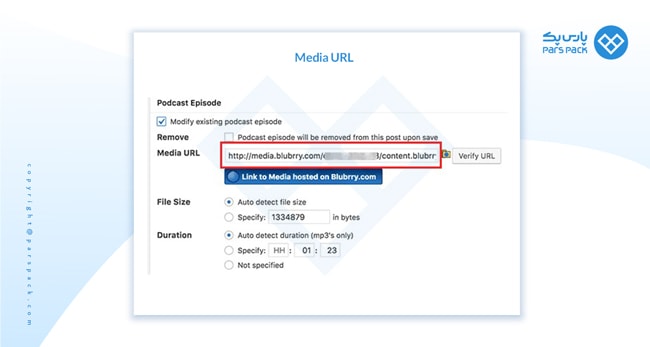 پارس پک
PARS PACK
Media URL
Podcast Episode
Modify existing podcast episode
Remove
Podcast episode will be removed from this post upon save
Media URL
http://media.blubrry.com/ /content.blubrr
Verify URL
Link to Media hosted on Blubrry.com
File Size
Auto detect file size
Specify: 1334879 in bytes
Duration
Auto detect duration (mp3's only)
Specify: HH : 01 : 23
Not specified
copyright@parspack.com